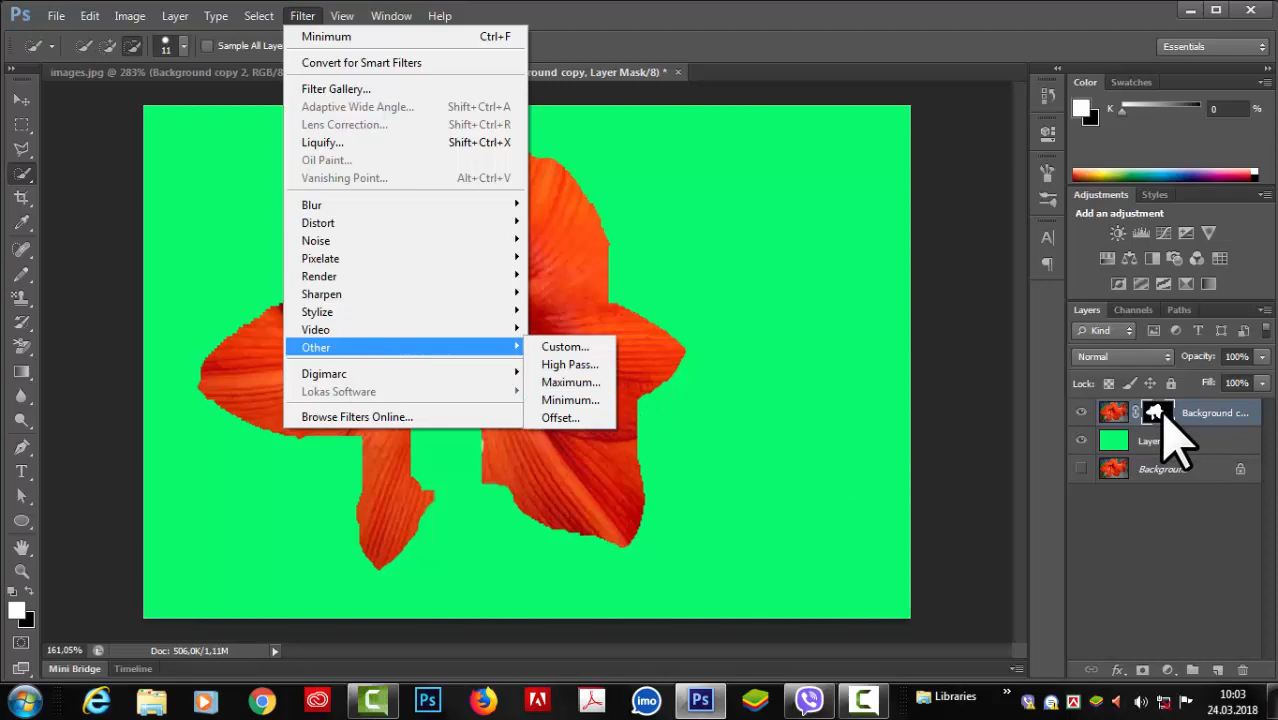 Ps File Edit Image Layer Type Select Filter View Window Help
11 Sample All Laye
Essentials
images.jpg @ 283% (Background copy 2, RGB/8
ound copy, Layer Mask/8) * ×
Minimum Ctrl+F
Convert for Smart Filters
Filter Gallery...
Adaptive Wide Angle... Shift+Ctrl+A
Lens Correction... Shift+Ctrl+R
Liquify... Shift+Ctrl+X
Oil Paint...
Vanishing Point... Alt+Ctrl+V
Blur
Distort
Noise
Pixelate
Render
Sharpen
Stylize
Video
Other
Digimarc
Lokas Software
Browse Filters Online...
Custom...
High Pass...
Maximum...
Minimum...
Offset...
Color Swatches
K 0 %
Adjustments Styles
Add an adjustment
Layers Channels Paths
Kind
Normal Opacity: 100%
Lock: Fill: 100%
Background c...
Layer
Background
161,05% Doc: 506,0K/1,11M
Mini Bridge Timeline
imo Ps Libraries »
10:03
24.03.2018